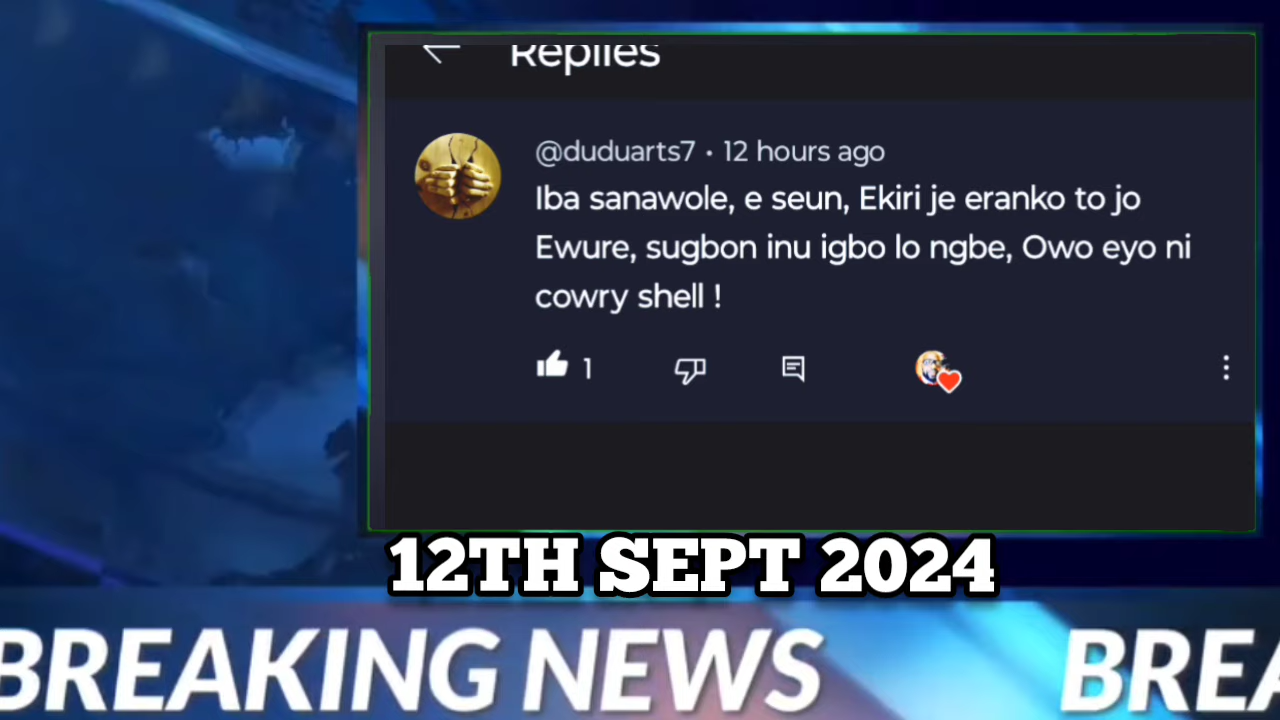 Replies
@duduarts7 • 12 hours ago
Iba sanawole, e seun, Ekiri je eranko to jo
Ewure, sugbon inu igbo lo ngbe, Owo eyo ni
cowry shell !
1
12TH SEPT 2024
BREAKING NEWS BREA